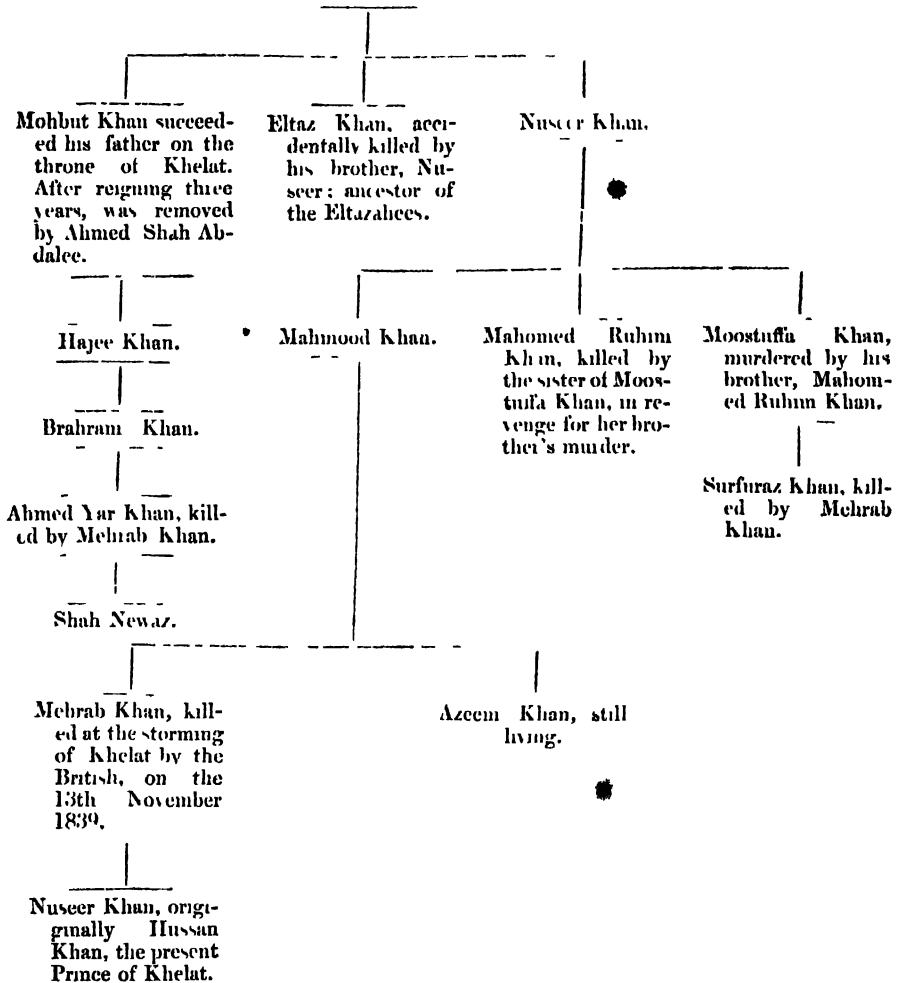 Mohbut Khan succeed-
ed his father on the
throne of Khelat.
After reigning three
years, was removed
by Ahmed Shah Ab-
dalee.
Eltaz Khan, acci-
dentally killed by
his brother, Nu-
seer; ancestor of
the Eltazahees.
Nuseer Khan.
Hajee Khan.
Mahmood Khan.
Mahomed Ruhim
Khan, killed by
the sister of Moos-
tuffa Khan, in re-
venge for her bro-
ther's murder.
Moostuffa Khan,
murdered by his
brother, Mahom-
ed Ruhim Khan.
Brahram Khan.
Surfuraz Khan, kill-
ed by Mehrab
Khan.
Ahmed Yar Khan, kill-
ed by Mehrab Khan.
Shah Newaz.
Mehrab Khan, kill-
ed at the storming
of Khelat by the
British, on the
13th November
1839.
Azeem Khan, still
living.
Nuseer Khan, origi-
ginally Hussan
Khan, the present
Prince of Khelat.